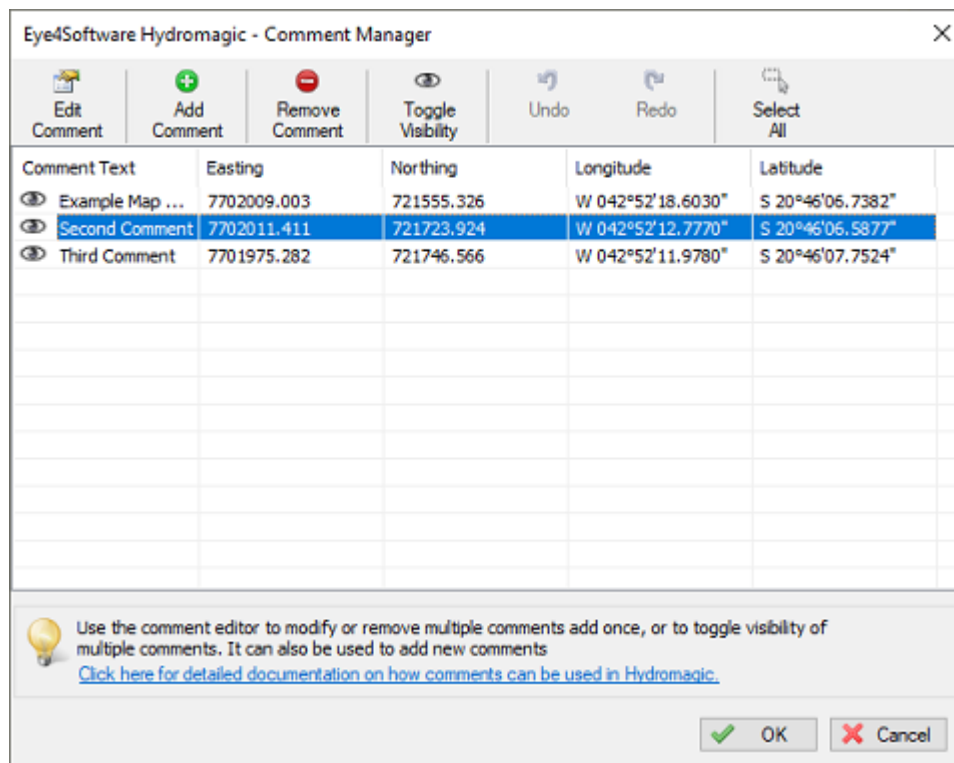 Eye4Software Hydromagic - Comment Manager
Edit Comment Add Comment Remove Comment Toggle Visibility Undo Redo Select All
Comment Text Easting Northing Longitude Latitude
Example Map ... 7702009.003 721555.326 W 042°52'18.6030" S 20°46'06.7382"
Second Comment 7702011.411 721723.924 W 042°52'12.7770" S 20°46'06.5877"
Third Comment 7701975.282 721746.566 W 042°52'11.9780" S 20°46'07.7524"
Use the comment editor to modify or remove multiple comments add once, or to toggle visibility of
multiple comments. It can also be used to add new comments
Click here for detailed documentation on how comments can be used in Hydromagic.
OK Cancel